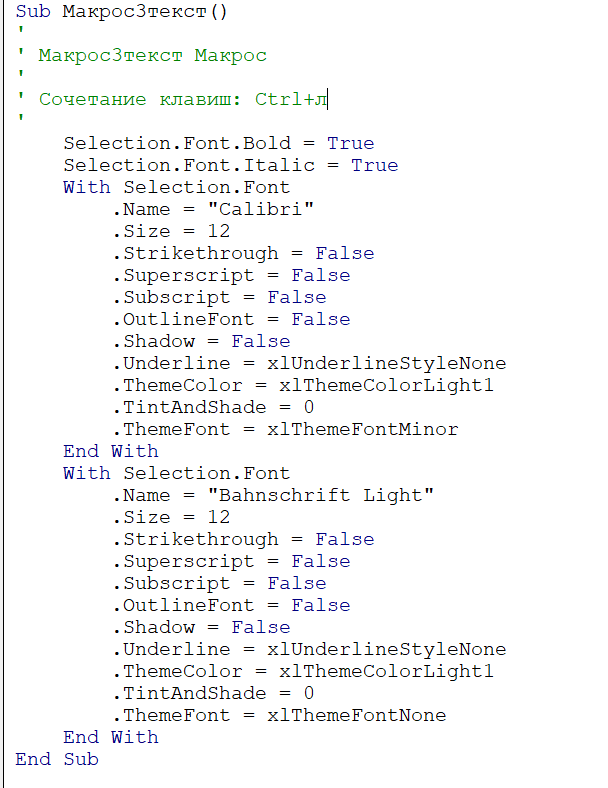 Sub Макрос3текст()
'
' Макрос3текст Макрос
'
' Сочетание клавиш: Ctrl+л
'
    Selection.Font.Bold = True
    Selection.Font.Italic = True
    With Selection.Font
        .Name = "Calibri"
        .Size = 12
        .Strikethrough = False
        .Superscript = False
        .Subscript = False
        .OutlineFont = False
        .Shadow = False
        .Underline = xlUnderlineStyleNone
        .ThemeColor = xlThemeColorLight1
        .TintAndShade = 0
        .ThemeFont = xlThemeFontMinor
    End With
    With Selection.Font
        .Name = "Bahnschrift Light"
        .Size = 12
        .Strikethrough = False
        .Superscript = False
        .Subscript = False
        .OutlineFont = False
        .Shadow = False
        .Underline = xlUnderlineStyleNone
        .ThemeColor = xlThemeColorLight1
        .TintAndShade = 0
        .ThemeFont = xlThemeFontNone
    End With
End Sub